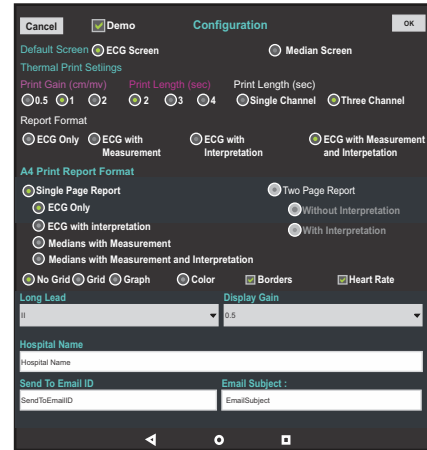 Cancel Demo Configuration OK
Default Screen ECG Screen Median Screen
Thermal Print Setiings
Print Gain (cm/mv) Print Length (sec) Print Length (sec)
0.5 1 2 2 3 4 Single Channel Three Channel
Report Format
ECG Only ECG with Measurement ECG with Interpretation ECG with Measurement and Interpetation
A4 Print Report Format
Single Page Report Two Page Report
ECG Only Without Interpretation
ECG with interpretation With Interpretation
Medians with Measurement
Medians with Measurement and Interpretation
No Grid Grid Graph Color Borders Heart Rate
Long Lead Display Gain
II 0.5
Hospital Name
Hospital Name
Send To Email ID Email Subject :
SendToEmailID EmailSubject